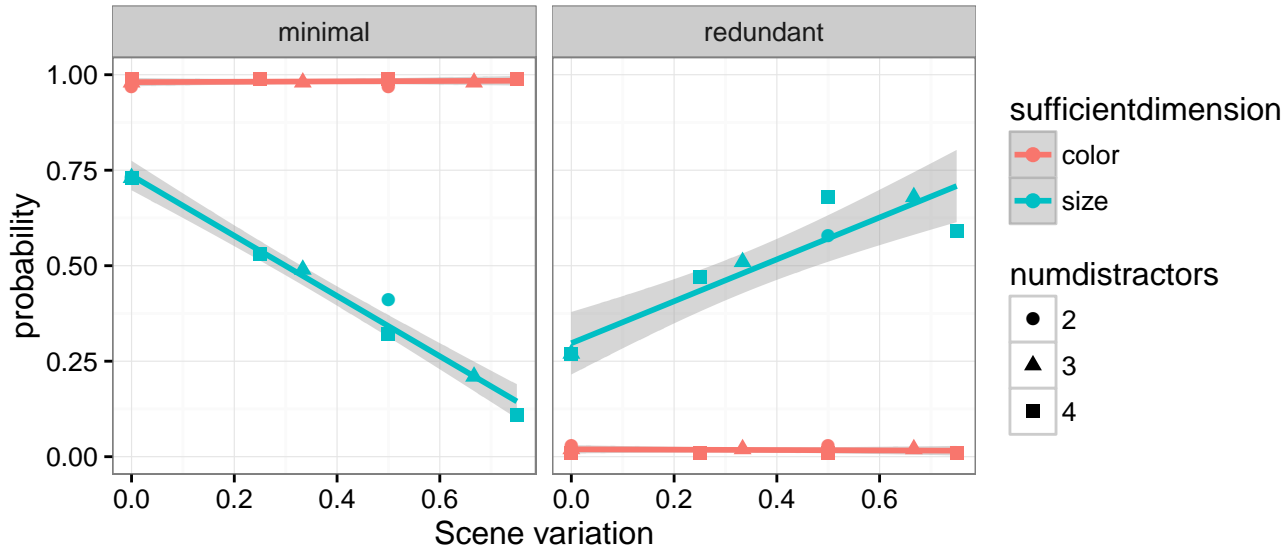 minimal
redundant
1.00
0.75
0.50
0.25
0.00
probability
0.0 0.2 0.4 0.6
0.0 0.2 0.4 0.6
Scene variation
sufficientdimension
color
size
numdistractors
2
3
4